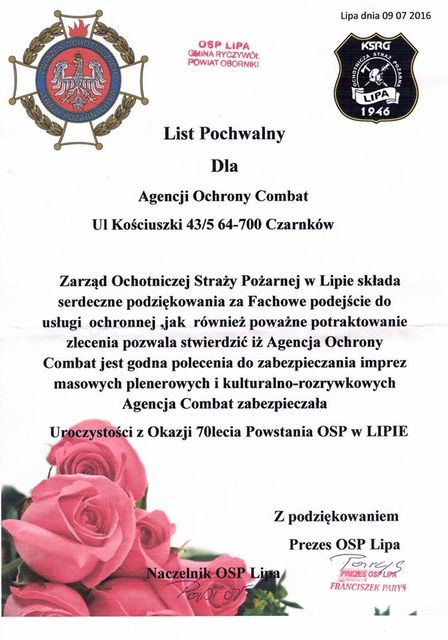 Lipa dnia 09 07 2016
OSP LIPA
GMINA RYCZYWÓŁ
POWIAT OBORNIKI
KSRG
OCHOTNICZA STRAŻ POŻARNA
LIPA
1946
List Pochwalny
Dla
Agencji Ochrony Combat
Ul Kościuszki 43/5 64-700 Czarnków
Zarząd Ochotniczej Straży Pożarnej w Lipie składa
serdeczne podziękowania za Fachowe podejście do
usługi ochronnej ,jak również poważne potraktowanie
zlecenia pozwala stwierdzić iż Agencja Ochrony
Combat jest godna polecenia do zabezpieczania imprez
masowych plenerowych i kulturalno-rozrywkowych
Agencja Combat zabezpieczała
Uroczystości z Okazji 70lecia Powstania OSP w LIPIE
Z podziękowaniem
Prezes OSP Lipa
Parys
PREZES OSP LIPA
FRANCISZEK PARYS
Naczelnik OSP Lipa